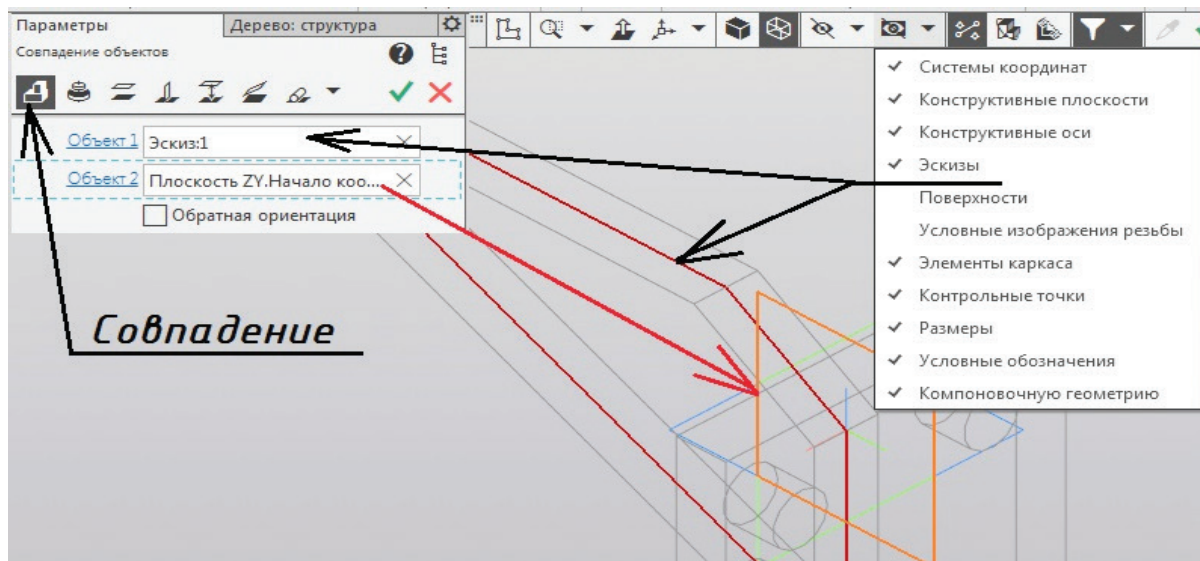 Параметры
Дерево: структура
Совпадение объектов
?
Объект 1 Эскиз:1
Объект 2 Плоскость ZY.Начало коо...
Обратная ориентация
Совпадение
Системы координат
Конструктивные плоскости
Конструктивные оси
Эскизы
Поверхности
Условные изображения резьбы
Элементы каркаса
Контрольные точки
Размеры
Условные обозначения
Компоновочную геометрию